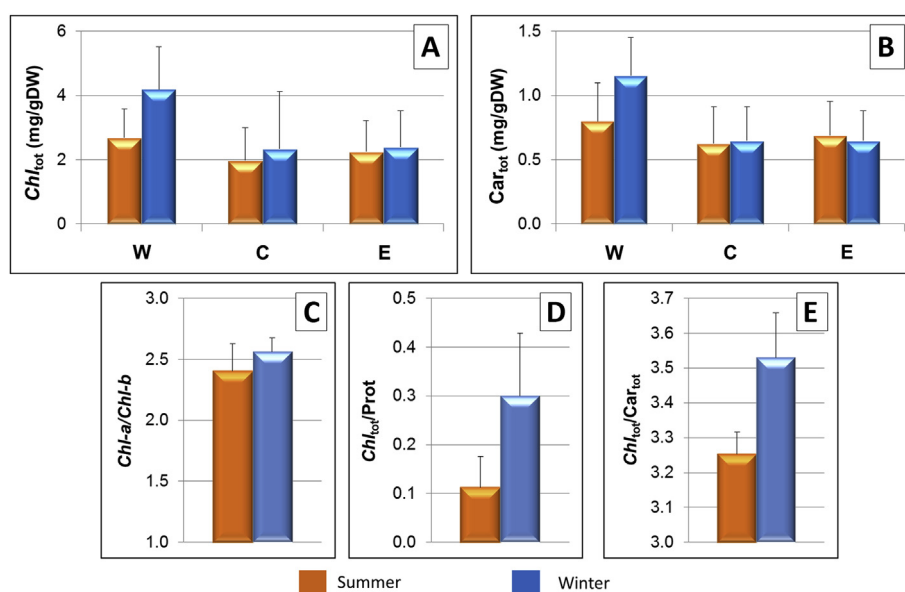 A
Chltot (mg/gDW)
6
4
2
0
W C E
B
Cartot (mg/gDW)
1.5
1.0
0.5
0.0
W C E
C
Chl-a/Chl-b
3.0
2.5
2.0
1.5
1.0
D
Chltot/Prot
0.5
0.4
0.3
0.2
0.1
0.0
E
Chltot/Cartot
3.7
3.6
3.5
3.4
3.3
3.2
3.1
3.0
Summer Winter